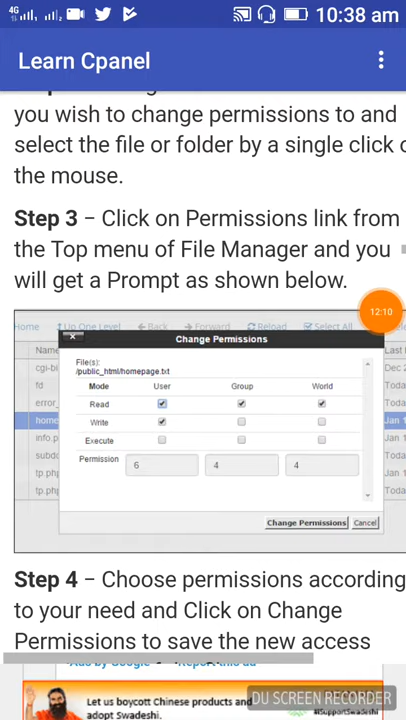 4G 10:38 am
Learn Cpanel
you wish to change permissions to and
select the file or folder by a single click o
the mouse.
Step 3 – Click on Permissions link from
the Top menu of File Manager and you
will get a Prompt as shown below.
12:10
Home Up One Level Back Forward Reload Select All
Name Last
Change Permissions
File(s):
/public_html/homepage.txt
cgi-bi Dec 2
fd Toda
error_ Toda
home Jan 1
info.p Jan 1
subdo Toda
tp.php Toda
tp.php Toda
Mode User Group World
Read
Write
Execute
Permission 6 4 4
Change Permissions Cancel
Step 4 – Choose permissions according
to your need and Click on Change
Permissions to save the new access
Ads by Google Report this ad
Let us boycott Chinese products and
adopt Swadeshi.
#ISupportSwadeshi
DU SCREEN RECORDER